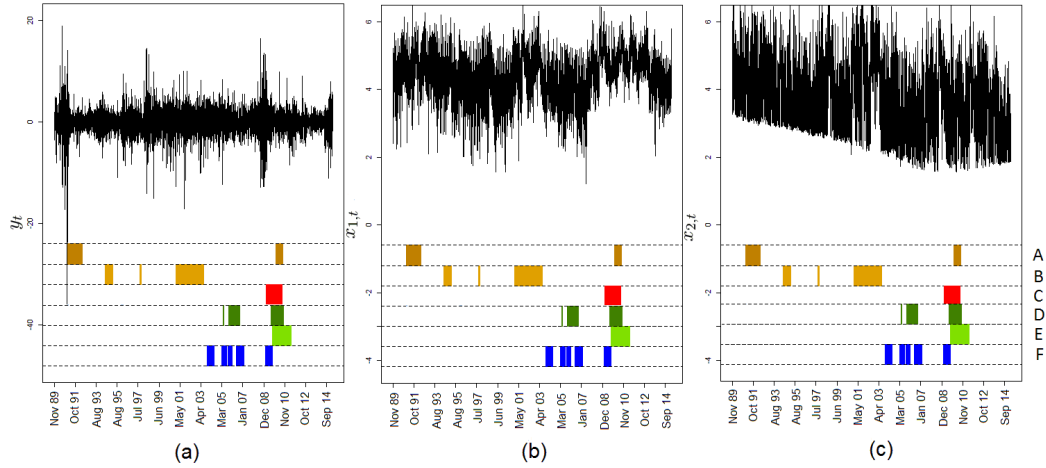 20
0
-20
-40
y_t
Nov 89
Oct 91
Aug 93
Aug 95
Jul 97
Jun 99
May 01
Apr 03
Mar 05
Jan 07
Dec 08
Nov 10
Oct 12
Sep 14
(a)
6
4
2
0
-2
-4
x_{1,t}
Nov 89
Oct 91
Aug 93
Aug 95
Jul 97
Jun 99
May 01
Apr 03
Mar 05
Jan 07
Dec 08
Nov 10
Oct 12
Sep 14
(b)
6
4
2
0
-2
-4
x_{2,t}
Nov 89
Oct 91
Aug 93
Aug 95
Jul 97
Jun 99
May 01
Apr 03
Mar 05
Jan 07
Dec 08
Nov 10
Oct 12
Sep 14
(c)
A
B
C
D
E
F